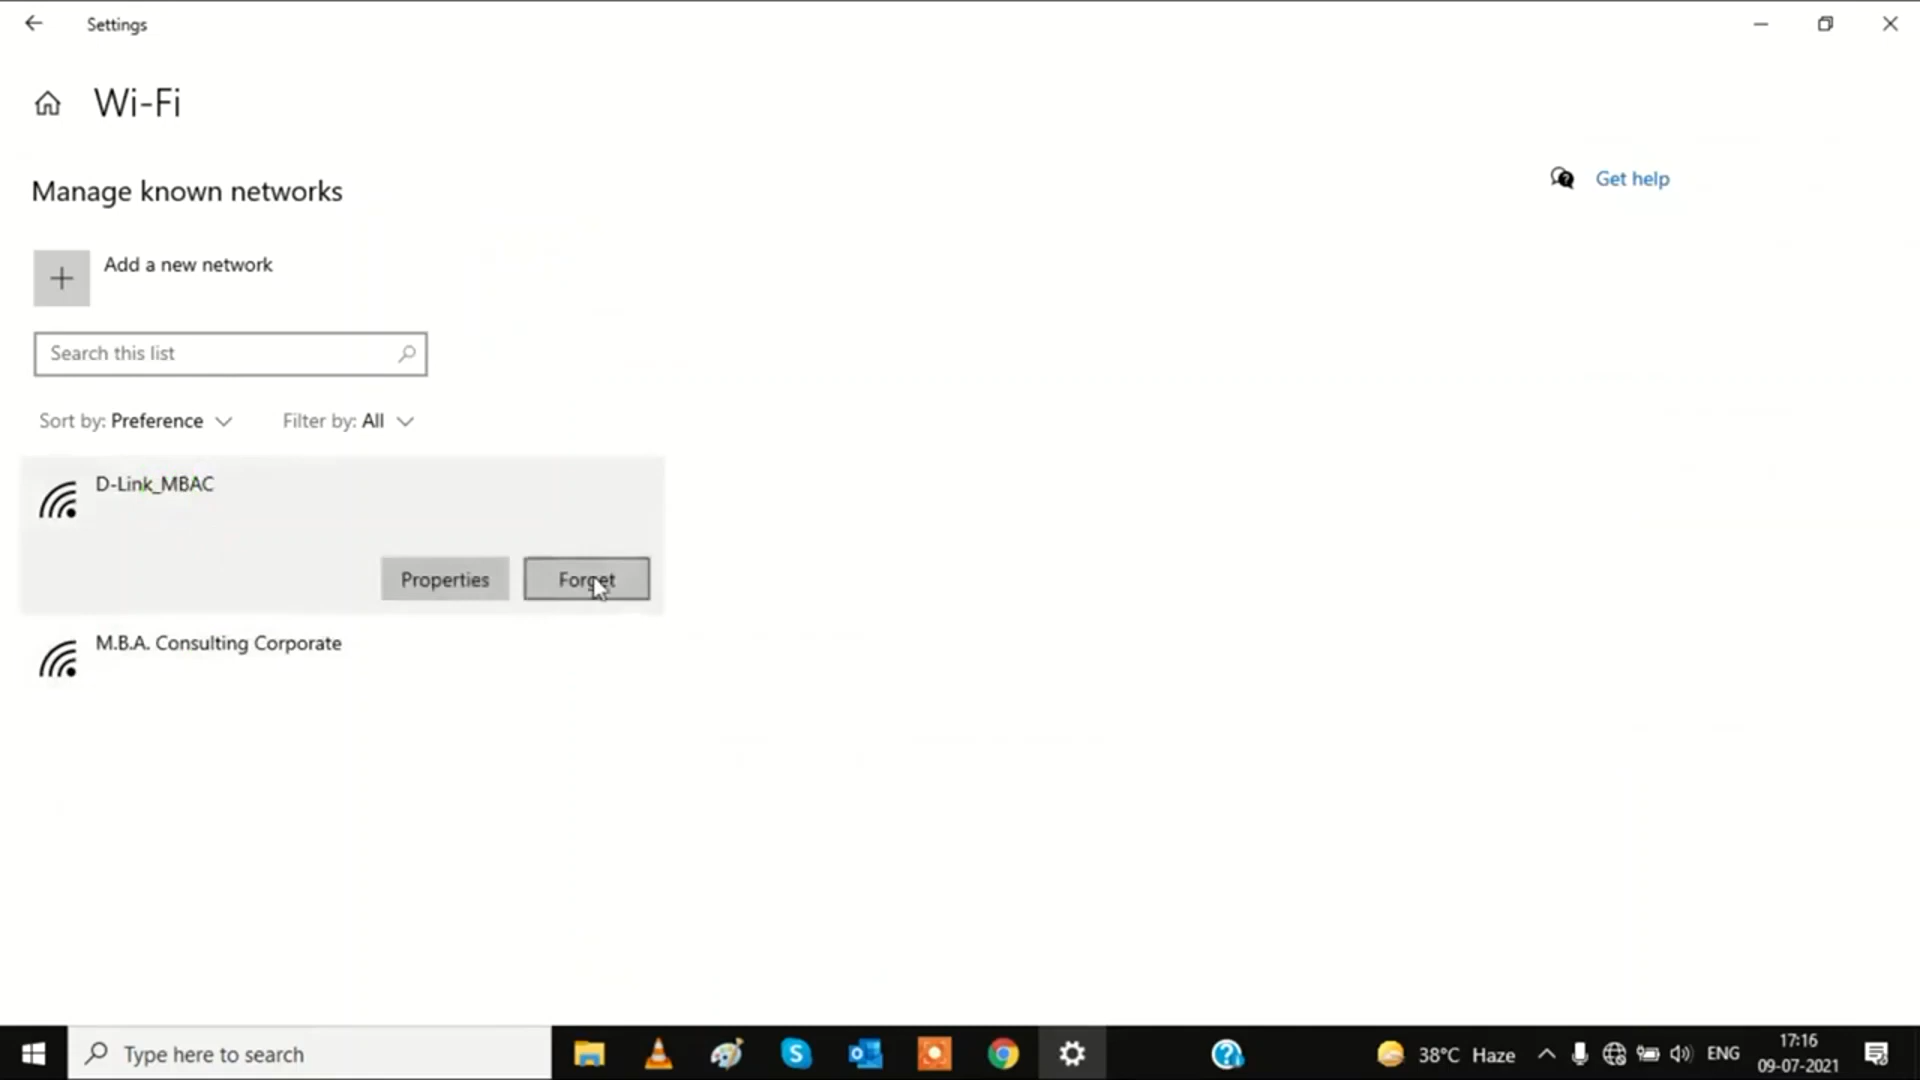 Settings
Wi-Fi
Manage known networks
Get help
Add a new network
Search this list
Sort by: Preference
Filter by: All
D-Link_MBAC
Properties
Forget
M.B.A. Consulting Corporate
Type here to search
38°C Haze
ENG
17:16
09-07-2021